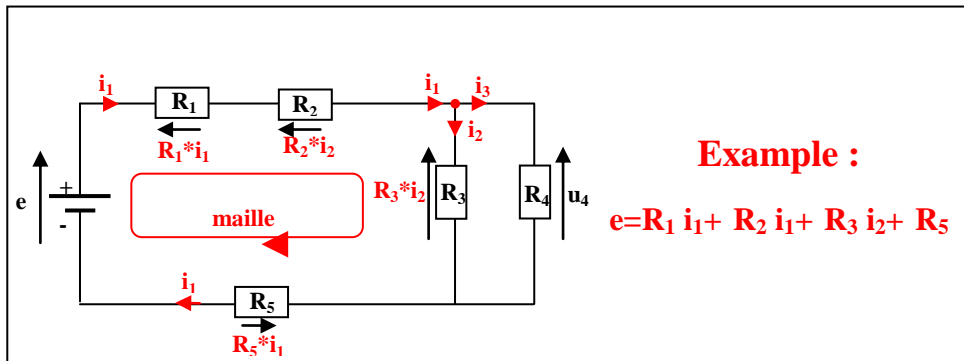 i1
R1
R2
i1
i3
i2
R1*i1
R2*i2
e
+
-
maille
R3*i2
R3
R4
u4
Example :
e=R1 i1+ R2 i1+ R3 i2+ R5
i1
R5
R5*i1